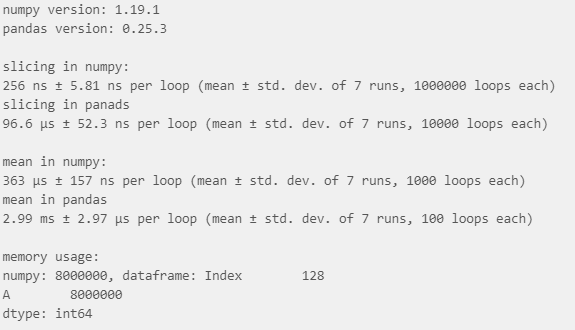 numpy version: 1.19.1
pandas version: 0.25.3
slicing in numpy:
256 ns ± 5.81 ns per loop (mean ± std. dev. of 7 runs, 1000000 loops each)
slicing in panads
96.6 µs ± 52.3 ns per loop (mean ± std. dev. of 7 runs, 10000 loops each)
mean in numpy:
363 µs ± 157 ns per loop (mean ± std. dev. of 7 runs, 1000 loops each)
mean in pandas
2.99 ms ± 2.97 µs per loop (mean ± std. dev. of 7 runs, 100 loops each)
memory usage:
numpy: 8000000, dataframe: Index 128
A 8000000
dtype: int64